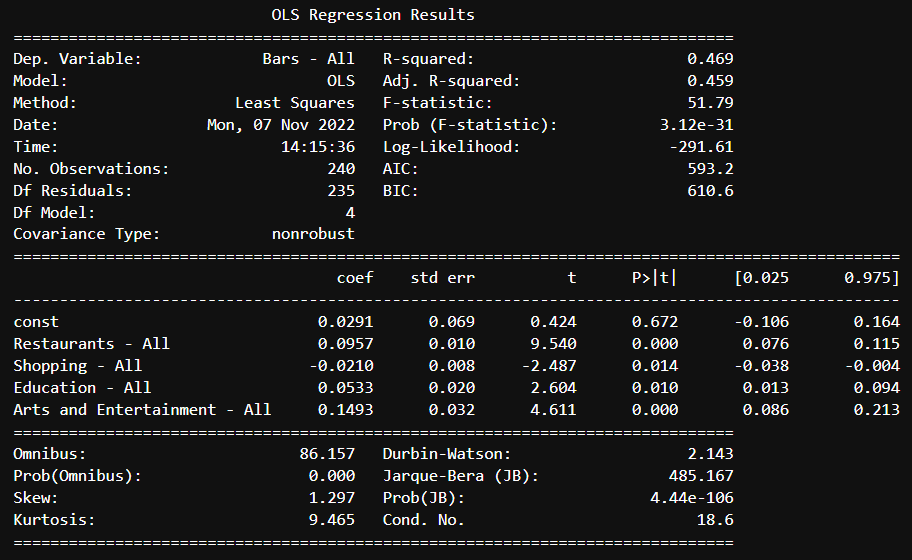 OLS Regression Results
==============================================================================
Dep. Variable:             Bars - All   R-squared:                       0.469
Model:                            OLS   Adj. R-squared:                  0.459
Method:                 Least Squares   F-statistic:                     51.79
Date:                Mon, 07 Nov 2022   Prob (F-statistic):           3.12e-31
Time:                        14:15:36   Log-Likelihood:                -291.61
No. Observations:                 240   AIC:                             593.2
Df Residuals:                     235   BIC:                             610.6
Df Model:                           4
Covariance Type:            nonrobust
================================================================================================
                                   coef    std err          t      P>|t|      [0.025      0.975]
------------------------------------------------------------------------------------------------
const                            0.0291      0.069      0.424      0.672      -0.106       0.164
Restaurants - All                0.0957      0.010      9.540      0.000       0.076       0.115
Shopping - All                  -0.0210      0.008     -2.487      0.014      -0.038      -0.004
Education - All                  0.0533      0.020      2.604      0.010       0.013       0.094
Arts and Entertainment - All     0.1493      0.032      4.611      0.000       0.086       0.213
==============================================================================
Omnibus:                       86.157   Durbin-Watson:                   2.143
Prob(Omnibus):                  0.000   Jarque-Bera (JB):              485.167
Skew:                           1.297   Prob(JB):                    4.44e-106
Kurtosis:                       9.465   Cond. No.                         18.6
==============================================================================